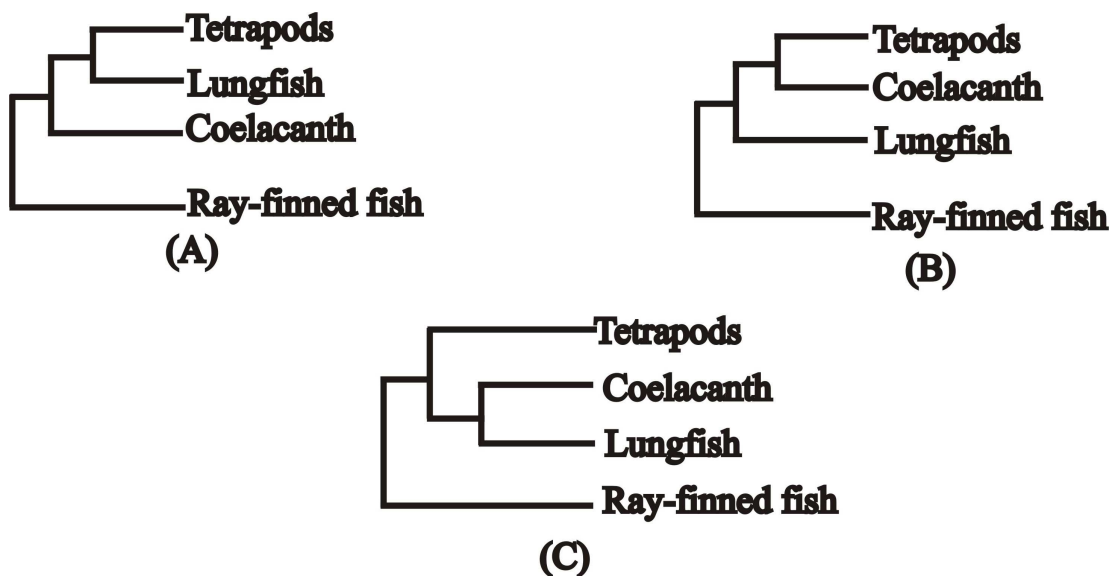 Tetrapods
Lungfish
Coelacanth
Ray-finned fish
(A)
Tetrapods
Coelacanth
Lungfish
Ray-finned fish
(B)
Tetrapods
Coelacanth
Lungfish
Ray-finned fish
(C)